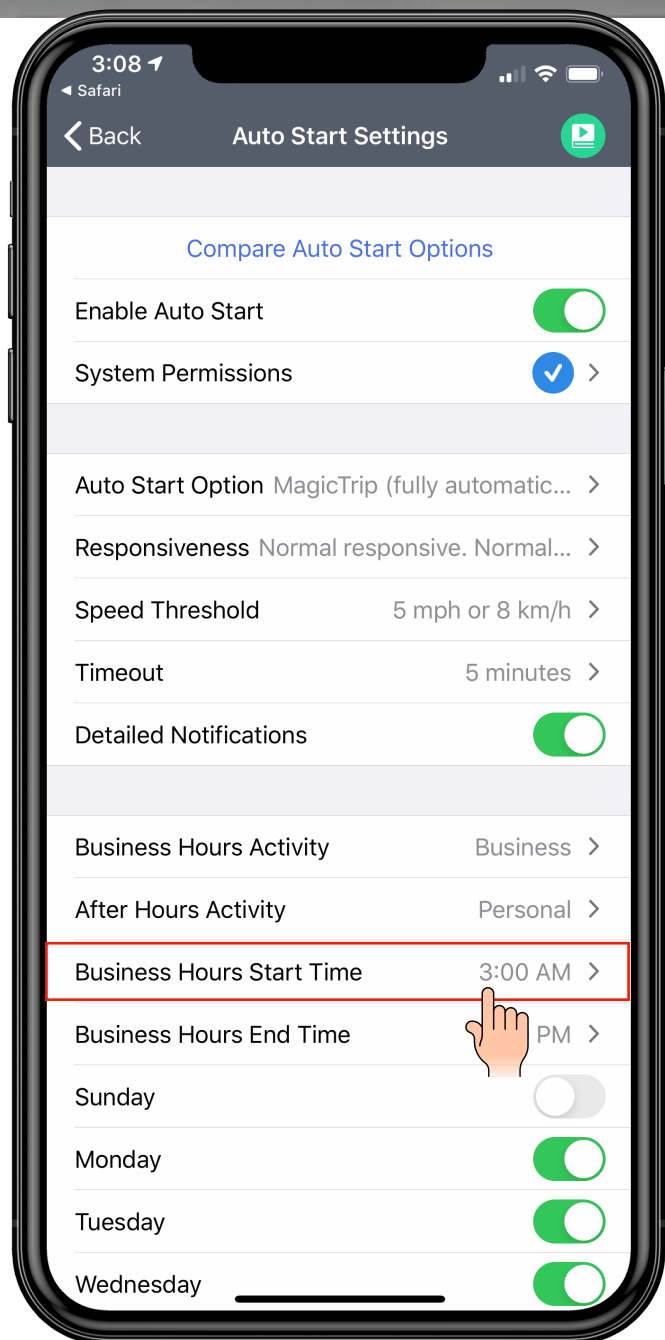 3:08
Safari
Back Auto Start Settings
Compare Auto Start Options
Enable Auto Start
System Permissions
Auto Start Option MagicTrip (fully automatic...
Responsiveness Normal responsive. Normal...
Speed Threshold 5 mph or 8 km/h
Timeout 5 minutes
Detailed Notifications
Business Hours Activity Business
After Hours Activity Personal
Business Hours Start Time 3:00 AM
Business Hours End Time PM
Sunday
Monday
Tuesday
Wednesday